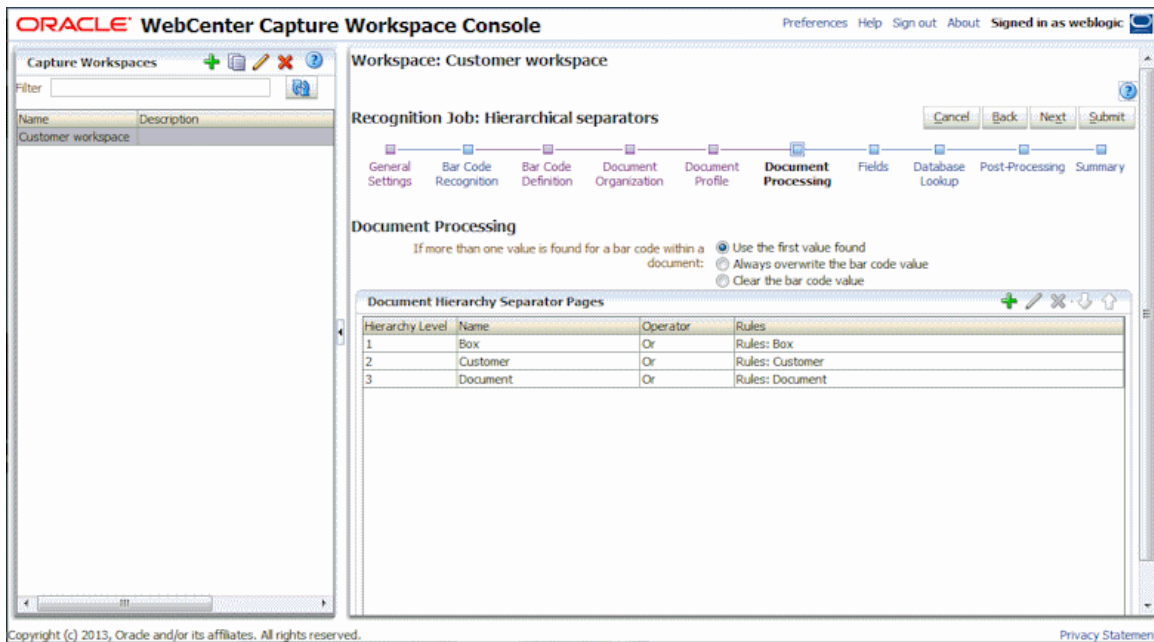 ORACLE WebCenter Capture Workspace Console
Preferences Help Sign out About Signed in as weblogic
Capture Workspaces
Filter
Name Description
Customer workspace
Workspace: Customer workspace
Recognition Job: Hierarchical separators
Cancel Back Next Submit
General Settings
Bar Code Recognition
Bar Code Definition
Document Organization
Document Profile
Document Processing
Fields
Database Lookup
Post-Processing
Summary
Document Processing
If more than one value is found for a bar code within a document:
Use the first value found
Always overwrite the bar code value
Clear the bar code value
Document Hierarchy Separator Pages
Hierarchy Level Name Operator Rules
1 Box Or Rules: Box
2 Customer Or Rules: Customer
3 Document Or Rules: Document
Copyright (c) 2013, Oracle and/or its affiliates. All rights reserved.
Privacy Statemen